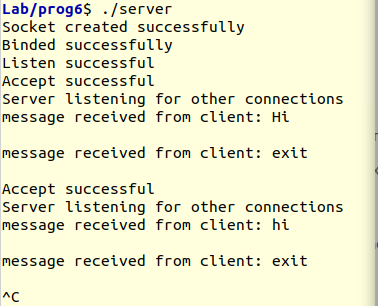 Lab/prog6$ ./server
Socket created successfully
Binded successfully
Listen successful
Accept successful
Server listening for other connections
message received from client: Hi
message received from client: exit
Accept successful
Server listening for other connections
message received from client: hi
message received from client: exit
^C